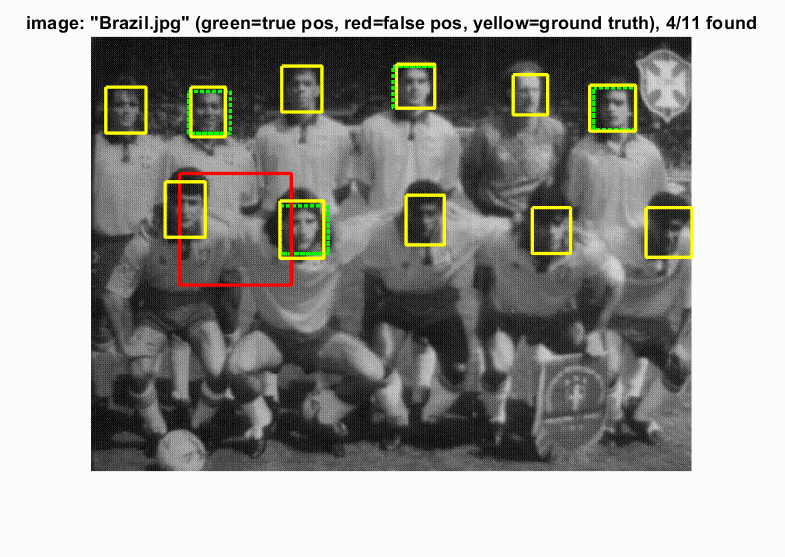 image: "Brazil.jpg" (green=true pos, red=false pos, yellow=ground truth), 4/11 found